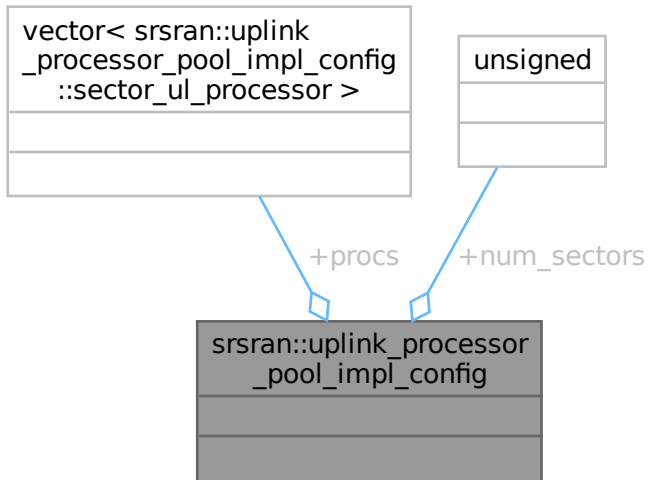 vector< srsran::uplink
_processor_pool_impl_config
::sector_ul_processor >
unsigned
+procs
+num_sectors
srsran::uplink_processor
_pool_impl_config